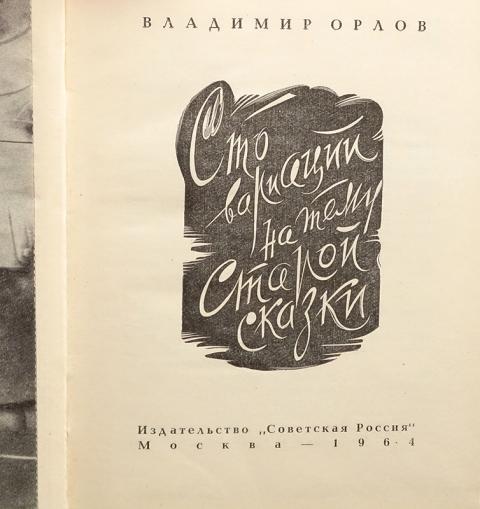 ВЛАДИМИР ОРЛОВ
Сто
вариаций
на тему
Старой
сказки
Издательство „Советская Россия"
Москва — 1964